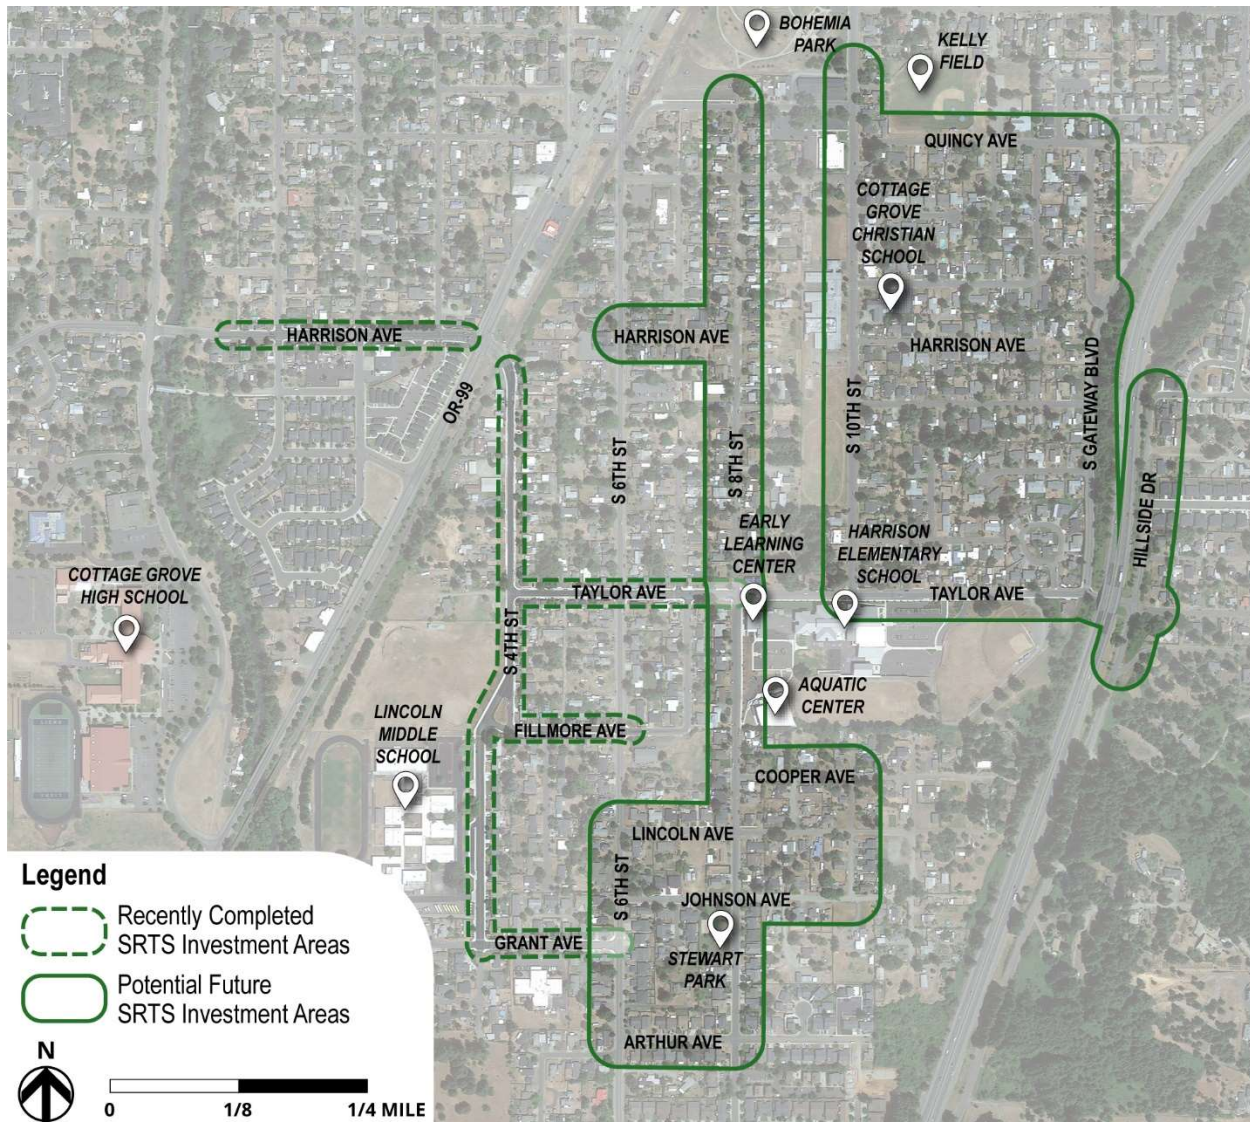 BOHEMIA
PARK
KELLY
FIELD
QUINCY AVE
COTTAGE
GROVE
CHRISTIAN
SCHOOL
HARRISON AVE
HARRISON AVE
HARRISON AVE
OR-99
S 6TH ST
S 8TH ST
S 10TH ST
S GATEWAY BLVD
HILLSIDE DR
EARLY
LEARNING
CENTER
HARRISON
ELEMENTARY
SCHOOL
COTTAGE GROVE
HIGH SCHOOL
TAYLOR AVE
TAYLOR AVE
S 4TH ST
LINCOLN
MIDDLE
SCHOOL
FILLMORE AVE
AQUATIC
CENTER
COOPER AVE
LINCOLN AVE
S 6TH ST
JOHNSON AVE
GRANT AVE
STEWART
PARK
ARTHUR AVE
Legend
Recently Completed
SRTS Investment Areas
Potential Future
SRTS Investment Areas
N
0 1/8 1/4 MILE